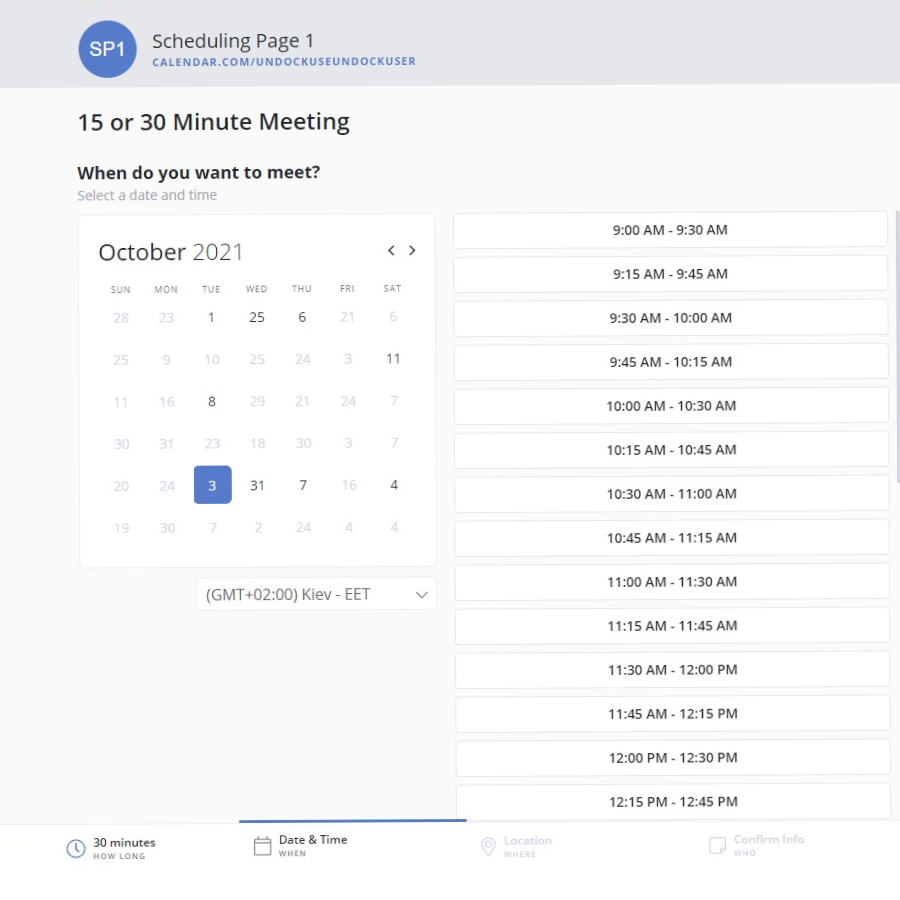 SP1
Scheduling Page 1
CALENDAR.COM/UNDOCKUSEUNDOCKUSER
15 or 30 Minute Meeting
When do you want to meet?
Select a date and time
October 2021
SUN MON TUE WED THU FRI SAT
28 23 1 25 6 21 6
25 9 10 25 24 3 11
11 16 8 29 21 24 7
30 31 23 18 30 3 7
20 24 3 31 7 16 4
19 30 7 2 24 4 4
(GMT+02:00) Kiev - EET
9:00 AM - 9:30 AM
9:15 AM - 9:45 AM
9:30 AM - 10:00 AM
9:45 AM - 10:15 AM
10:00 AM - 10:30 AM
10:15 AM - 10:45 AM
10:30 AM - 11:00 AM
10:45 AM - 11:15 AM
11:00 AM - 11:30 AM
11:15 AM - 11:45 AM
11:30 AM - 12:00 PM
11:45 AM - 12:15 PM
12:00 PM - 12:30 PM
12:15 PM - 12:45 PM
30 minutes
HOW LONG
Date & Time
WHEN
Location
WHERE
Confirm Info
WHO